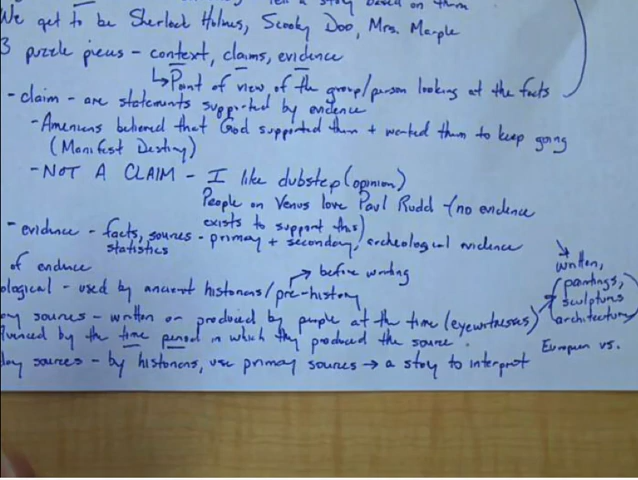 tell a story based on them
We get to be Sherlock Holmes, Scooby Doo, Mrs. Marple
3 puzzle pieces - context, claims, evidence
↳ Point of view of the group/person looking at the facts
- claim - are statements supported by evidence
- Americans believed that God supported them + wanted them to keep going
(Manifest Destiny)
- NOT A CLAIM - I like dubstep (opinion)
People on Venus love Paul Rudd - (no evidence
exists to support this)
- evidence - facts, sources - primary + secondary, archeological evidence
statistics
of evidence
→ before writing
ological - used by ancient historians/pre-history
ary sources - written or produced by people at the time (eyewitnesses)
fluenced by the time period in which they produced the source.
dary sources - by historians, use primary sources → a story to interpret
written,
paintings,
sculptures
architecture)
European vs.